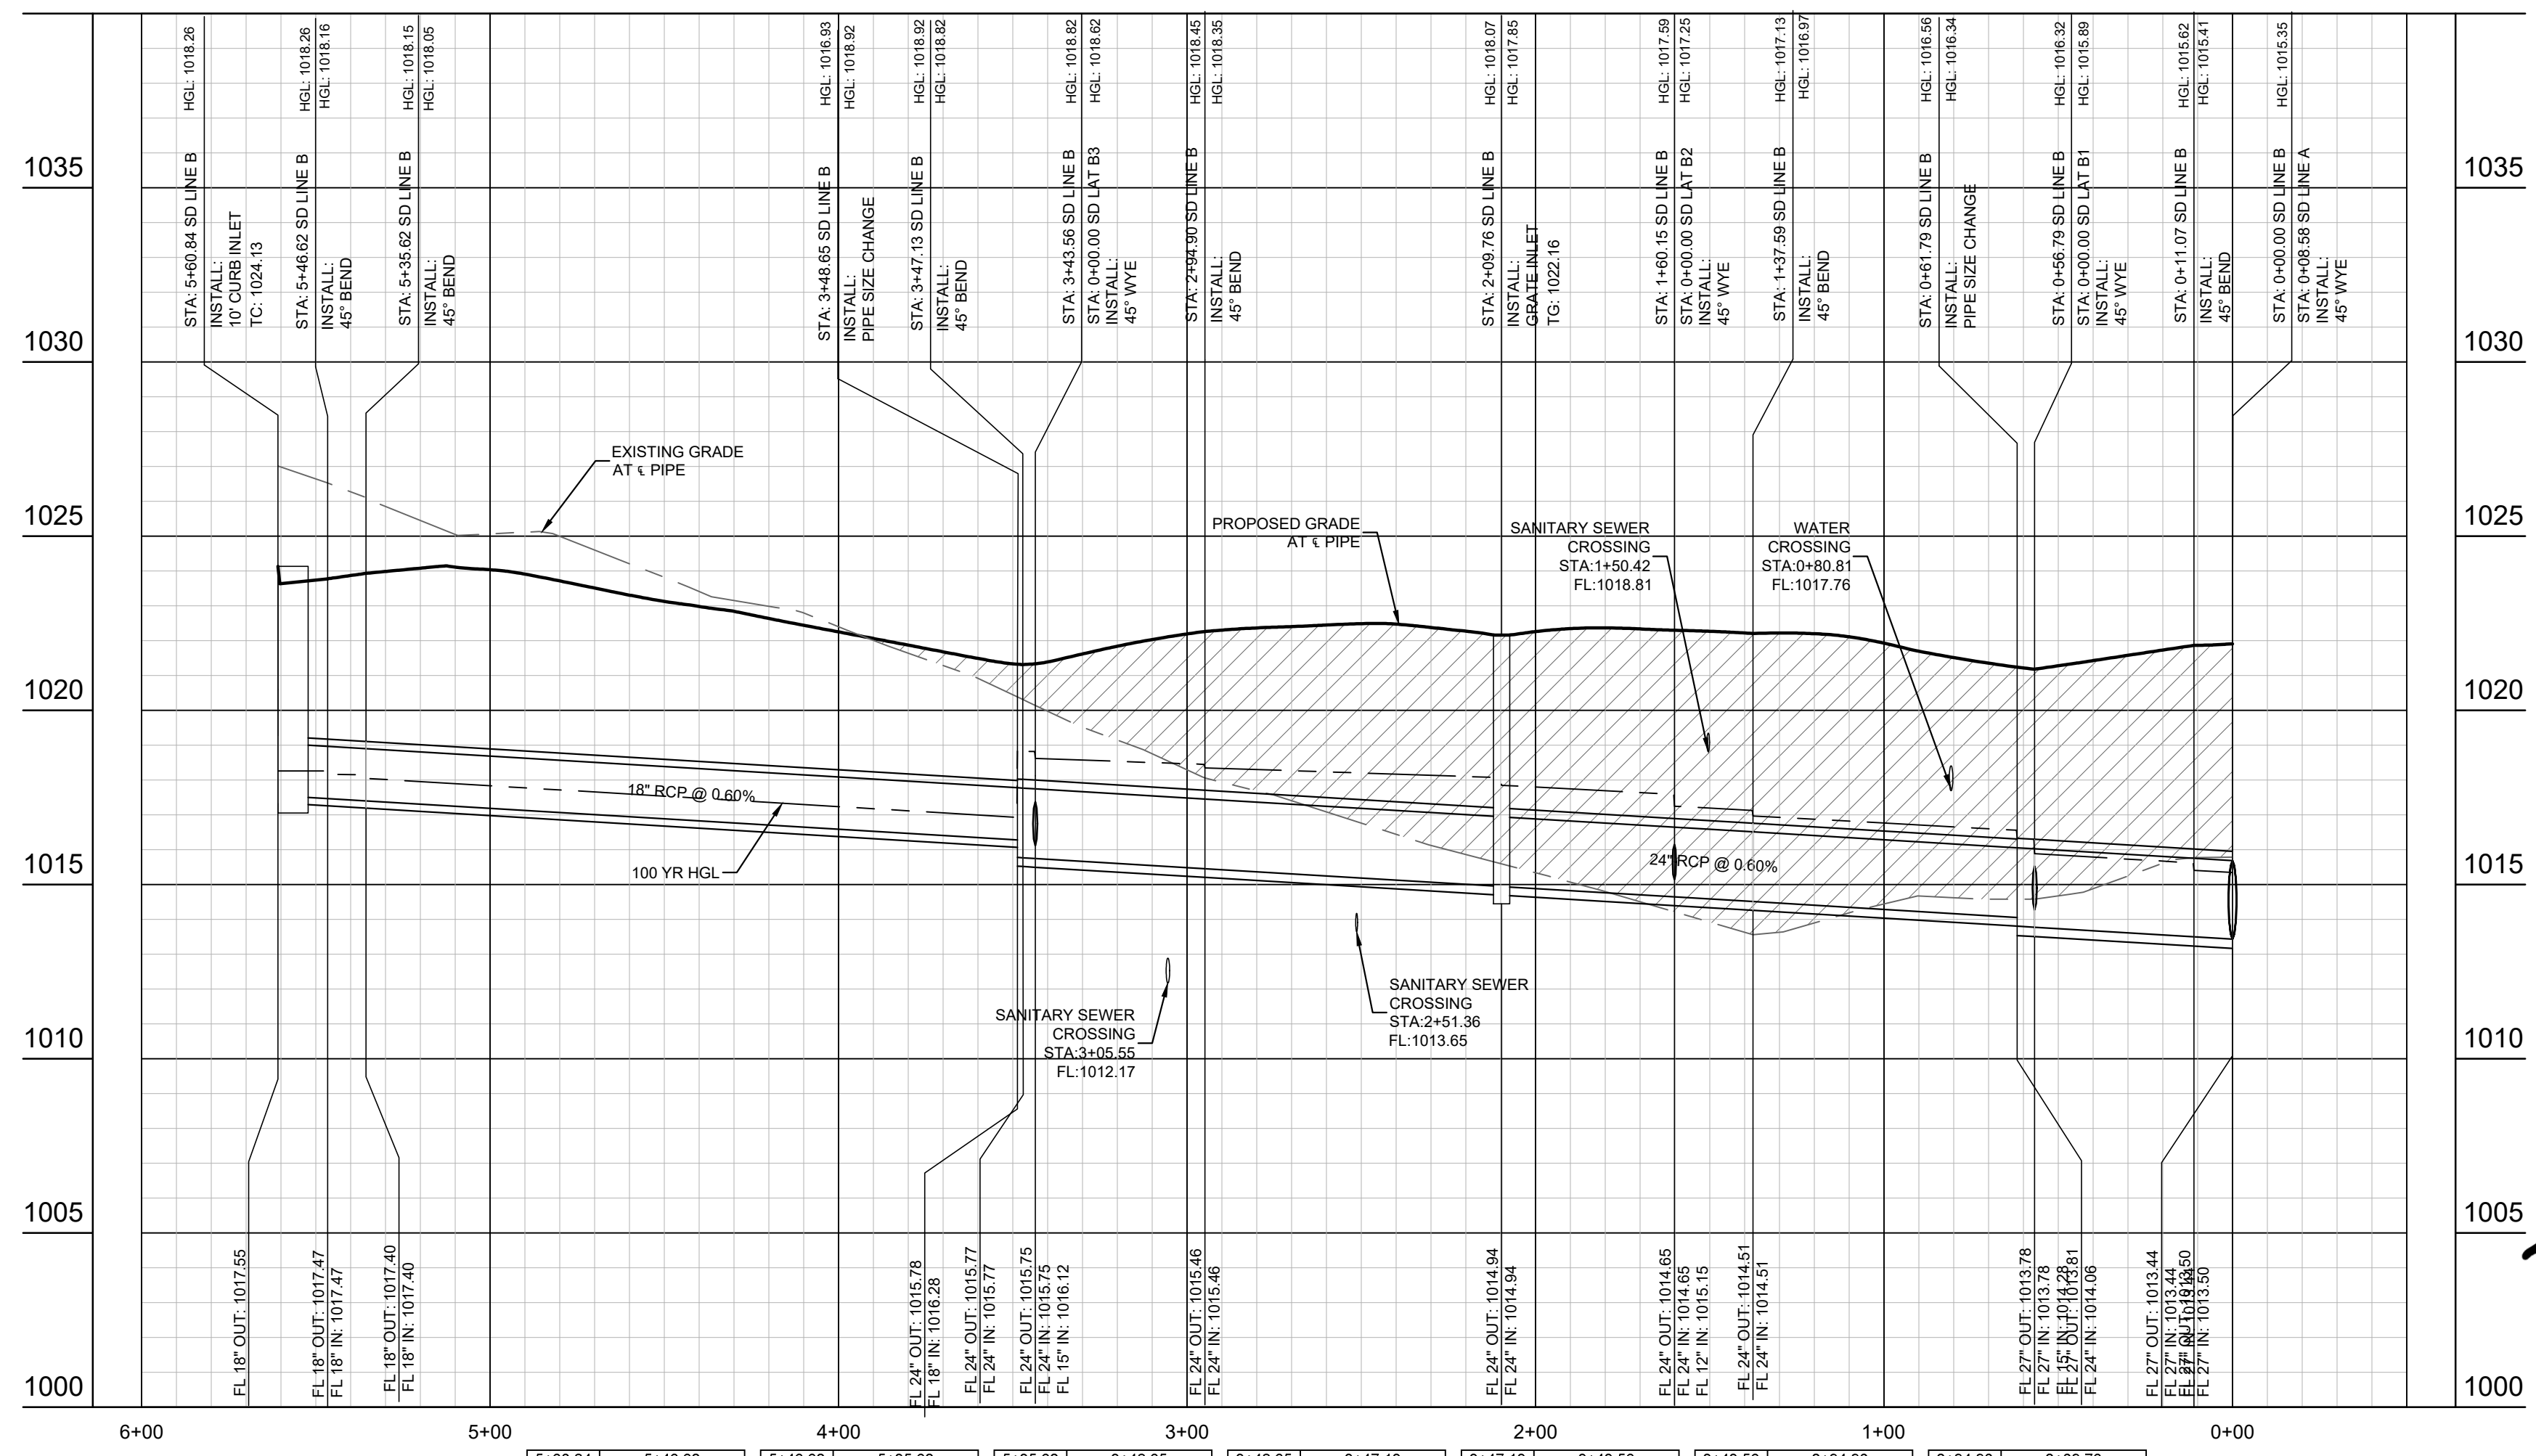 HGL: 1018.26
HGL: 1018.26
HGL: 1018.16
HGL: 1018.15
HGL: 1018.05
HGL: 1016.93
HGL: 1018.92
HGL: 1018.92
HGL: 1018.82
HGL: 1018.82
HGL: 1018.62
HGL: 1018.45
HGL: 1018.35
HGL: 1018.07
HGL: 1017.85
HGL: 1017.59
HGL: 1017.25
HGL: 1017.13
HGL: 1016.97
HGL: 1016.56
HGL: 1016.34
HGL: 1016.32
HGL: 1015.89
HGL: 1015.62
HGL: 1015.41
HGL: 1015.35
STA: 5+60.84 SD LINE B
INSTALL:
10' CURB INLET
TC: 1024.13
STA: 5+46.62 SD LINE B
INSTALL:
45° BEND
STA: 5+35.62 SD LINE B
INSTALL:
45° BEND
STA: 3+48.65 SD LINE B
INSTALL:
PIPE SIZE CHANGE
STA: 3+47.13 SD LINE B
INSTALL:
45° BEND
STA: 3+43.56 SD LINE B
STA: 0+00.00 SD LAT B3
INSTALL:
45° WYE
STA: 2+94.90 SD LINE B
INSTALL:
45° BEND
STA: 2+09.76 SD LINE B
INSTALL:
GRATE INLET
TG: 1022.16
STA: 1+60.15 SD LINE B
STA: 0+00.00 SD LAT B2
INSTALL:
45° WYE
STA: 1+37.59 SD LINE B
INSTALL:
45° BEND
STA: 0+61.79 SD LINE B
INSTALL:
PIPE SIZE CHANGE
STA: 0+56.79 SD LINE B
STA: 0+00.00 SD LAT B1
INSTALL:
45° WYE
STA: 0+11.07 SD LINE B
INSTALL:
45° BEND
STA: 0+00.00 SD LINE B
STA: 0+08.58 SD LINE A
INSTALL:
45° WYE
1035
1035
1030
1030
1025
1025
1020
1020
1015
1015
1010
1010
1005
1005
1000
1000
EXISTING GRADE
AT ℄ PIPE
PROPOSED GRADE
AT ℄ PIPE
SANITARY SEWER
CROSSING
STA:1+50.42
FL:1018.81
WATER
CROSSING
STA:0+80.81
FL:1017.76
18" RCP @ 0.60%
100 YR HGL
24" RCP @ 0.60%
SANITARY SEWER
CROSSING
STA:3+05.55
FL:1012.17
SANITARY SEWER
CROSSING
STA:2+51.36
FL:1013.65
FL 18" OUT: 1017.55
FL 18" OUT: 1017.47
FL 18" IN: 1017.47
FL 18" OUT: 1017.40
FL 18" IN: 1017.40
FL 24" OUT: 1015.78
FL 18" IN: 1016.28
FL 24" OUT: 1015.77
FL 24" IN: 1015.77
FL 24" OUT: 1015.75
FL 24" IN: 1015.75
FL 15" IN: 1016.12
FL 24" OUT: 1015.46
FL 24" IN: 1015.46
FL 24" OUT: 1014.94
FL 24" IN: 1014.94
FL 24" OUT: 1014.65
FL 24" IN: 1014.65
FL 12" IN: 1015.15
FL 24" OUT: 1014.51
FL 24" IN: 1014.51
FL 27" OUT: 1013.78
FL 27" IN: 1013.78
FL 15" IN: 1014.28
FL 27" OUT: 1013.81
FL 24" IN: 1014.06
FL 27" OUT: 1013.44
FL 27" IN: 1013.44
FL 27" IN: 1013.50
6+00
5+00
4+00
3+00
2+00
1+00
0+00